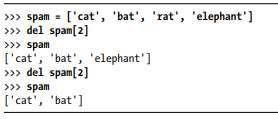 >>> spam = ['cat', 'bat', 'rat', 'elephant']
>>> del spam[2]
>>> spam
['cat', 'bat', 'elephant']
>>> del spam[2]
>>> spam
['cat', 'bat']